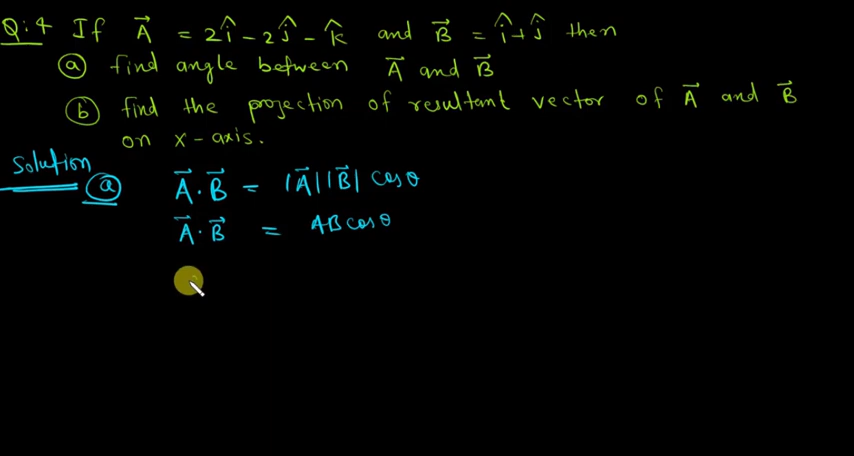 Q:4 If A⃗ = 2î - 2ĵ - k̂ and B⃗ = î + ĵ then
ⓐ find angle between A⃗ and B⃗
ⓑ find the projection of resultant vector of A⃗ and B⃗
on x-axis.
Solution
ⓐ A⃗ · B⃗ = |A⃗||B⃗| cosθ
A⃗ · B⃗ = AB cosθ